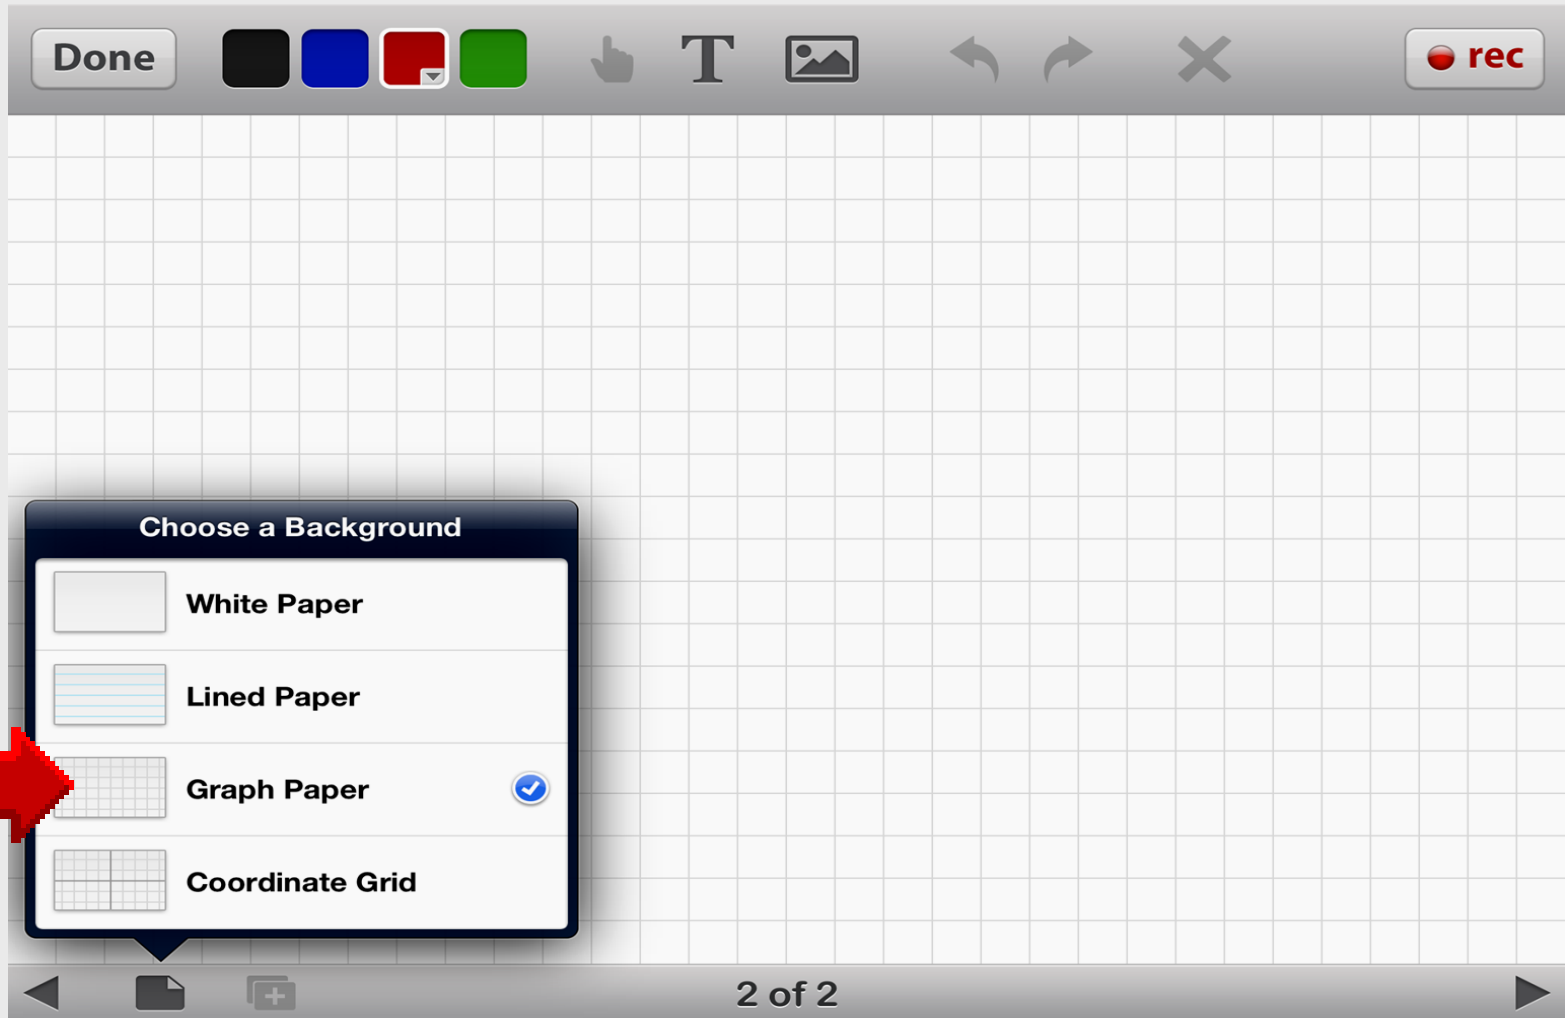 Done
T
rec
Choose a Background
White Paper
Lined Paper
Graph Paper
Coordinate Grid
2 of 2